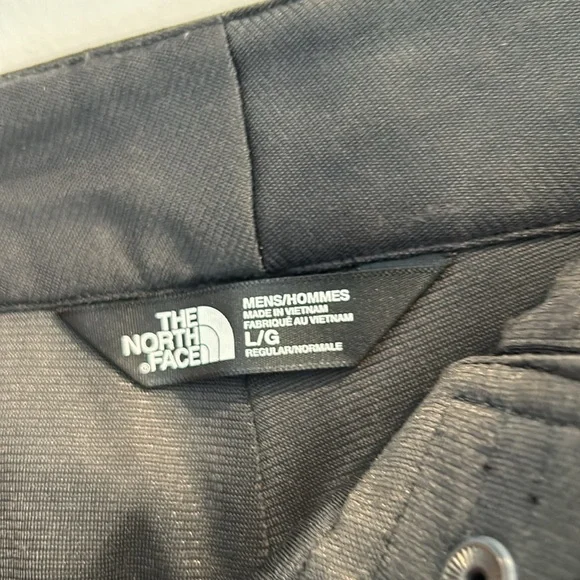 THE
NORTH
FACE
MENS/HOMMES
MADE IN VIETNAM
FABRIQUÉ AU VIETNAM
L/G
REGULAR/NORMALE